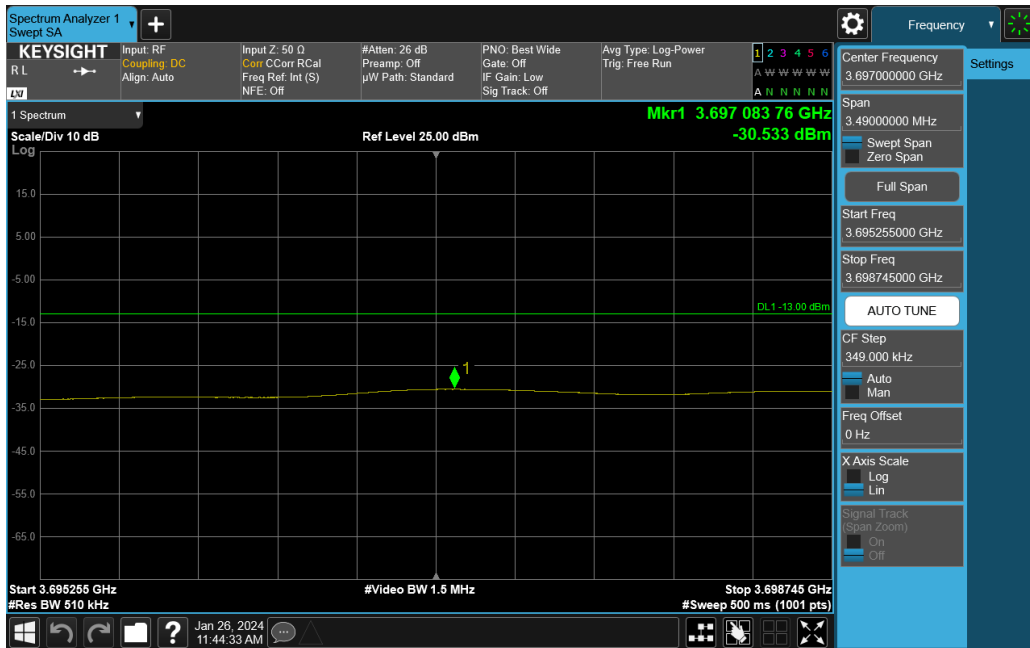 Spectrum Analyzer 1
Swept SA
KEYSIGHT
R L
LXI
Input: RF
Coupling: DC
Align: Auto
Input Z: 50 Ω
Corr CCorr RCal
Freq Ref: Int (S)
NFE: Off
#Atten: 26 dB
Preamp: Off
µW Path: Standard
PNO: Best Wide
Gate: Off
IF Gain: Low
Sig Track: Off
Avg Type: Log-Power
Trig: Free Run
1 2 3 4 5 6
A W W W W W
A N N N N N
1 Spectrum
Scale/Div 10 dB
Log
Ref Level 25.00 dBm
Mkr1 3.697 083 76 GHz
-30.533 dBm
15.0
5.00
-5.00
-15.0
-25.0
-35.0
-45.0
-55.0
-65.0
DL1 -13.00 dBm
1
Start 3.695255 GHz
#Res BW 510 kHz
#Video BW 1.5 MHz
Stop 3.698745 GHz
#Sweep 500 ms (1001 pts)
?
Jan 26, 2024
11:44:33 AM
Frequency
Settings
Center Frequency
3.697000000 GHz
Span
3.49000000 MHz
Swept Span
Zero Span
Full Span
Start Freq
3.695255000 GHz
Stop Freq
3.698745000 GHz
AUTO TUNE
CF Step
349.000 kHz
Auto
Man
Freq Offset
0 Hz
X Axis Scale
Log
Lin
Signal Track
(Span Zoom)
On
Off